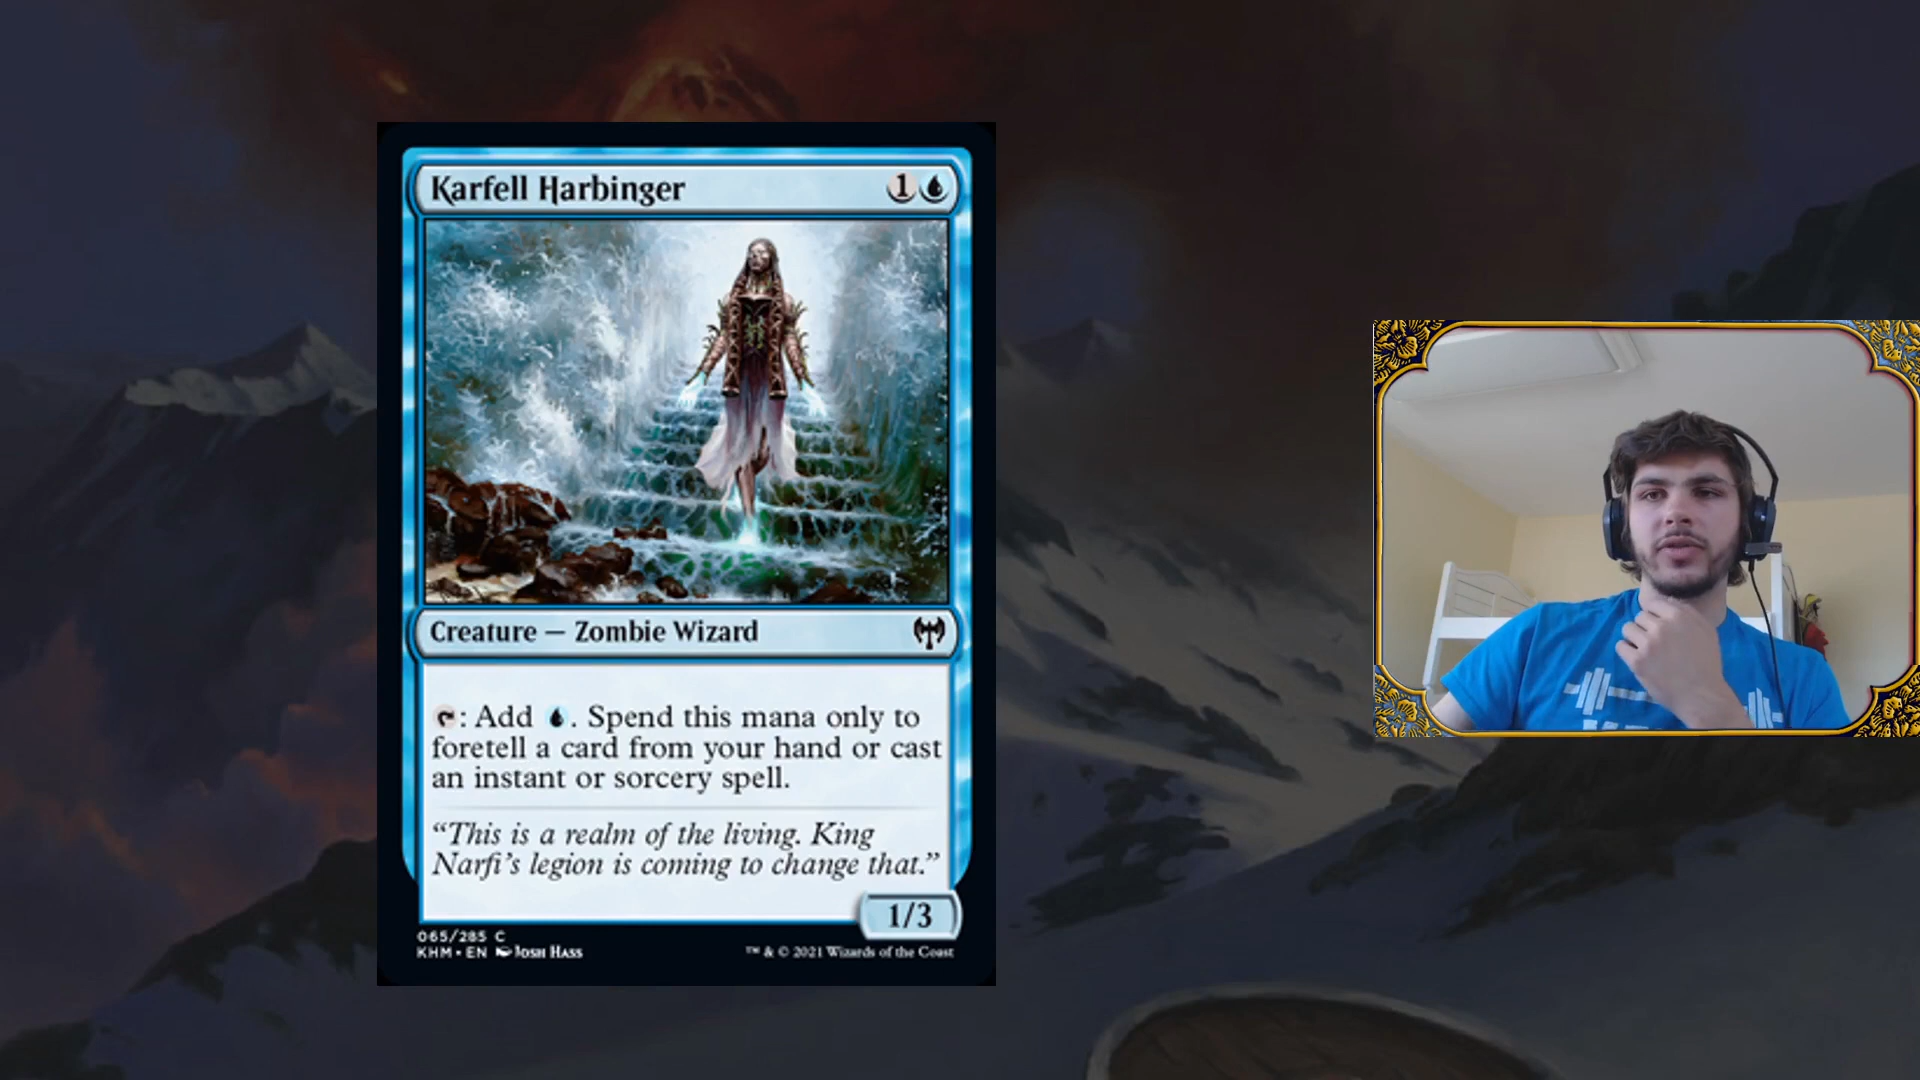 Karfell Harbinger 1
Creature — Zombie Wizard
: Add . Spend this mana only to
foretell a card from your hand or cast
an instant or sorcery spell.
“This is a realm of the living. King
Narfi’s legion is coming to change that.”
1/3
065/285 C
KHM • EN Josh Hass
™ & © 2021 Wizards of the Coast